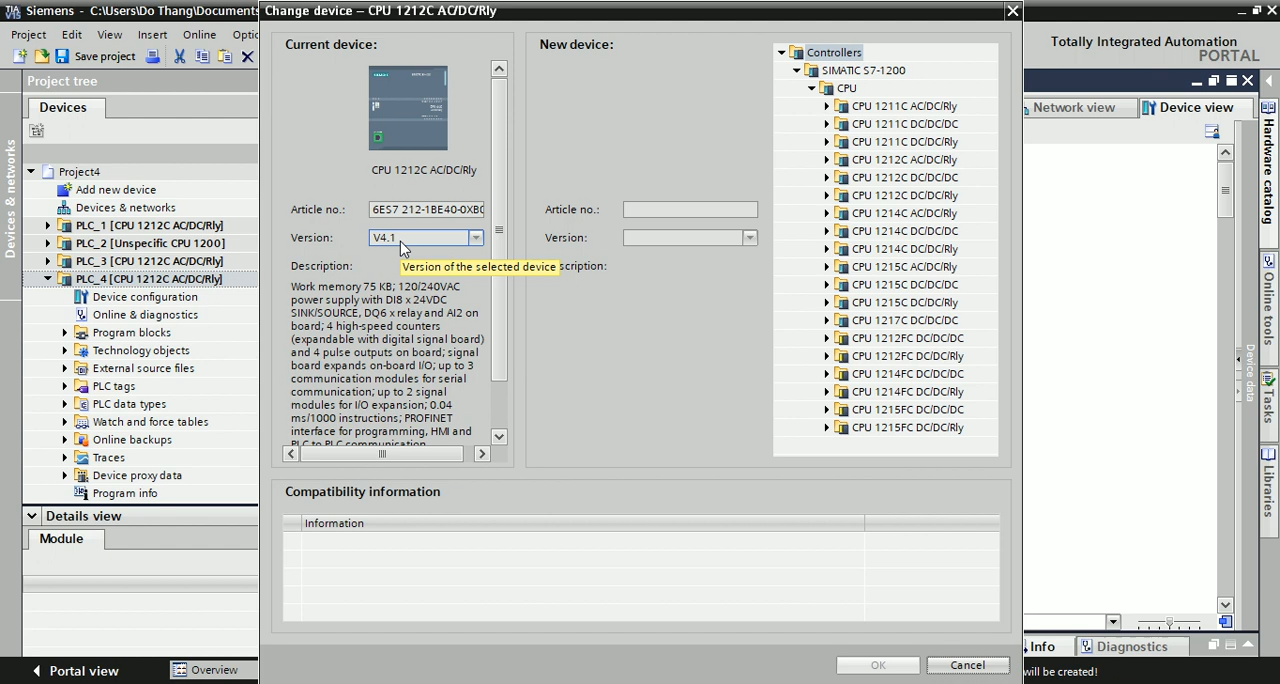 Siemens - C:\Users\Do Thang\Documents
Project Edit View Insert Online Optic
Save project
Totally Integrated Automation
PORTAL
Project tree
Devices
Devices & networks
Project4
Add new device
Devices & networks
PLC_1 [CPU 1212C AC/DC/Rly]
PLC_2 [Unspecific CPU 1200]
PLC_3 [CPU 1212C AC/DC/Rly]
PLC_4 [CPU 1212C AC/DC/Rly]
Device configuration
Online & diagnostics
Program blocks
Technology objects
External source files
PLC tags
PLC data types
Watch and force tables
Online backups
Traces
Device proxy data
Program info
Details view
Module
Portal view
Overview
Change device -- CPU 1212C AC/DC/Rly
Current device:
CPU 1212C AC/DC/Rly
Article no.: 6ES7 212-1BE40-0XB0
Version: V4.1
Version of the selected device
Description:
Work memory 75 KB; 120/240VAC
power supply with DI8 x 24VDC
SINK/SOURCE, DQ6 x relay and AI2 on
board; 4 high-speed counters
(expandable with digital signal board)
and 4 pulse outputs on board; signal
board expands on-board I/O; up to 3
communication modules for serial
communication; up to 2 signal
modules for I/O expansion; 0.04
ms/1000 instructions; PROFINET
interface for programming, HMI and
PLC to PLC communication
New device:
Article no.:
Version:
scription:
Controllers
SIMATIC S7-1200
CPU
CPU 1211C AC/DC/Rly
CPU 1211C DC/DC/DC
CPU 1211C DC/DC/Rly
CPU 1212C AC/DC/Rly
CPU 1212C DC/DC/DC
CPU 1212C DC/DC/Rly
CPU 1214C AC/DC/Rly
CPU 1214C DC/DC/DC
CPU 1214C DC/DC/Rly
CPU 1215C AC/DC/Rly
CPU 1215C DC/DC/DC
CPU 1215C DC/DC/Rly
CPU 1217C DC/DC/DC
CPU 1212FC DC/DC/DC
CPU 1212FC DC/DC/Rly
CPU 1214FC DC/DC/DC
CPU 1214FC DC/DC/Rly
CPU 1215FC DC/DC/DC
CPU 1215FC DC/DC/Rly
Compatibility information
Information
OK
Cancel
Network view
Device view
Device data
Info
Diagnostics
will be created!
Hardware catalog
Online tools
Tasks
Libraries